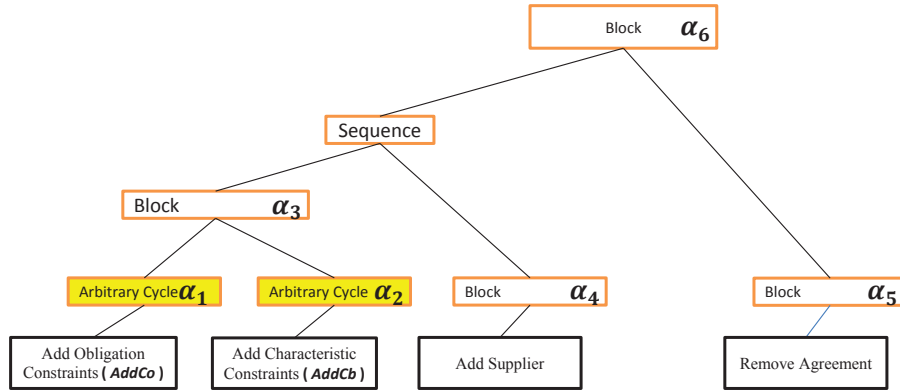 Block α6
Sequence
Block α3
Arbitrary Cycle α1
Arbitrary Cycle α2
Block α4
Block α5
Add Obligation
Constraints ( AddCo )
Add Characteristic
Constraints ( AddCb )
Add Supplier
Remove Agreement